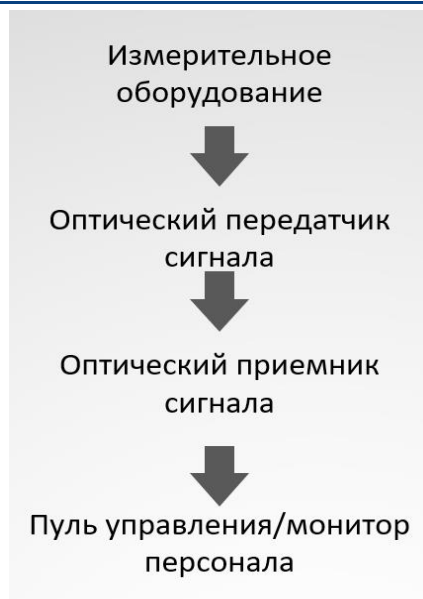 Измерительное
оборудование
Оптический передатчик
сигнала
Оптический приемник
сигнала
Пуль управления/монитор
персонала